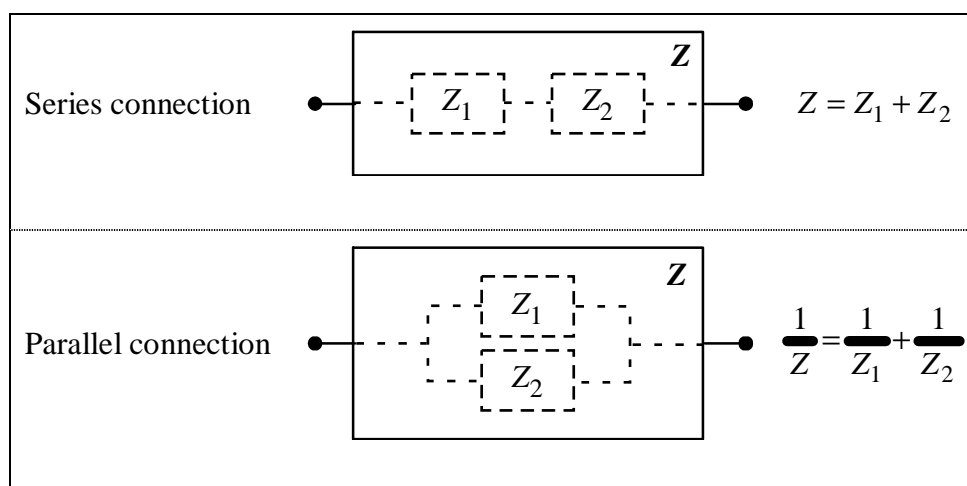 Z
Series connection
Z1
Z2
Z = Z1 + Z2
Z
Parallel connection
Z1
Z2
1/Z = 1/Z1 + 1/Z2